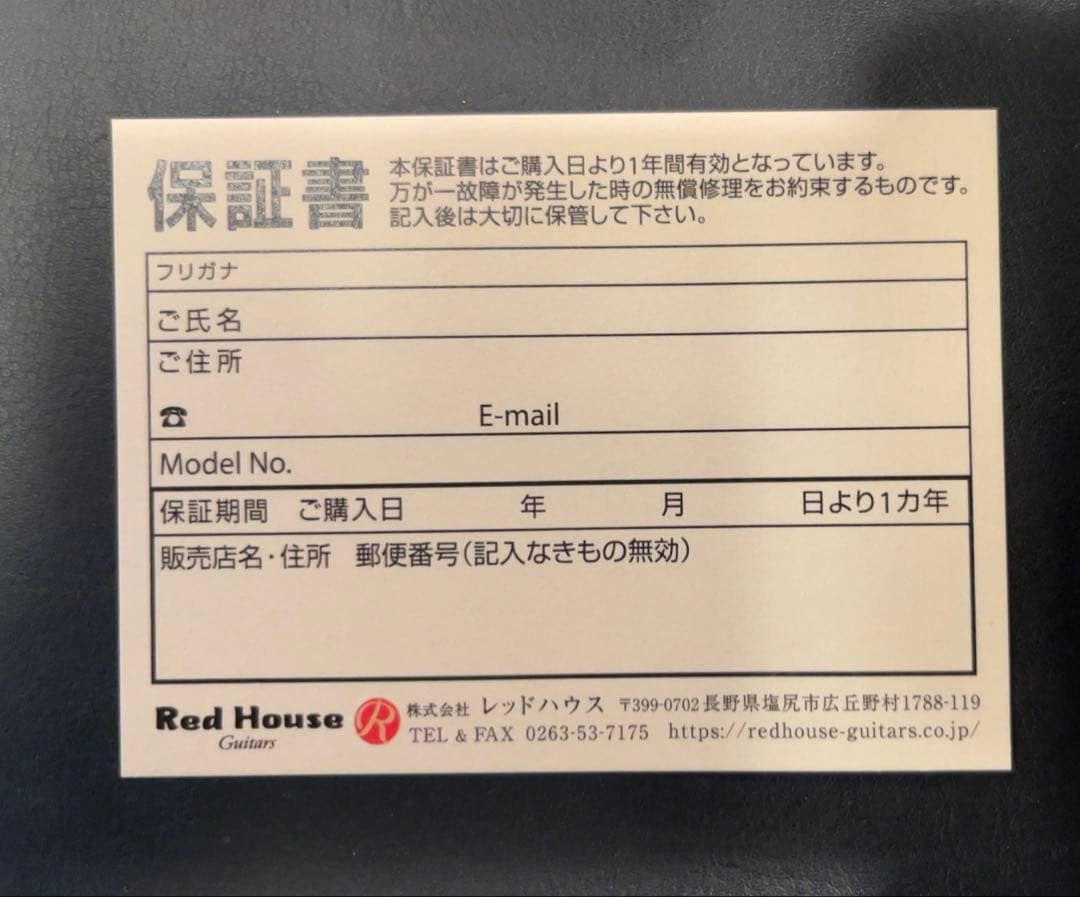 保証書
本保証書はご購入日より1年間有効となっています。
万が一故障が発生した時の無償修理をお約束するものです。
記入後は大切に保管して下さい。
フリガナ
ご氏名
ご住所
☎ E-mail
Model No.
保証期間 ご購入日 年 月 日より1カ年
販売店名・住所 郵便番号(記入なきもの無効)
Red House
Guitars
R
株式会社 レッドハウス 〒399-0702 長野県塩尻市広丘野村1788-119
TEL & FAX 0263-53-7175 https://redhouse-guitars.co.jp/